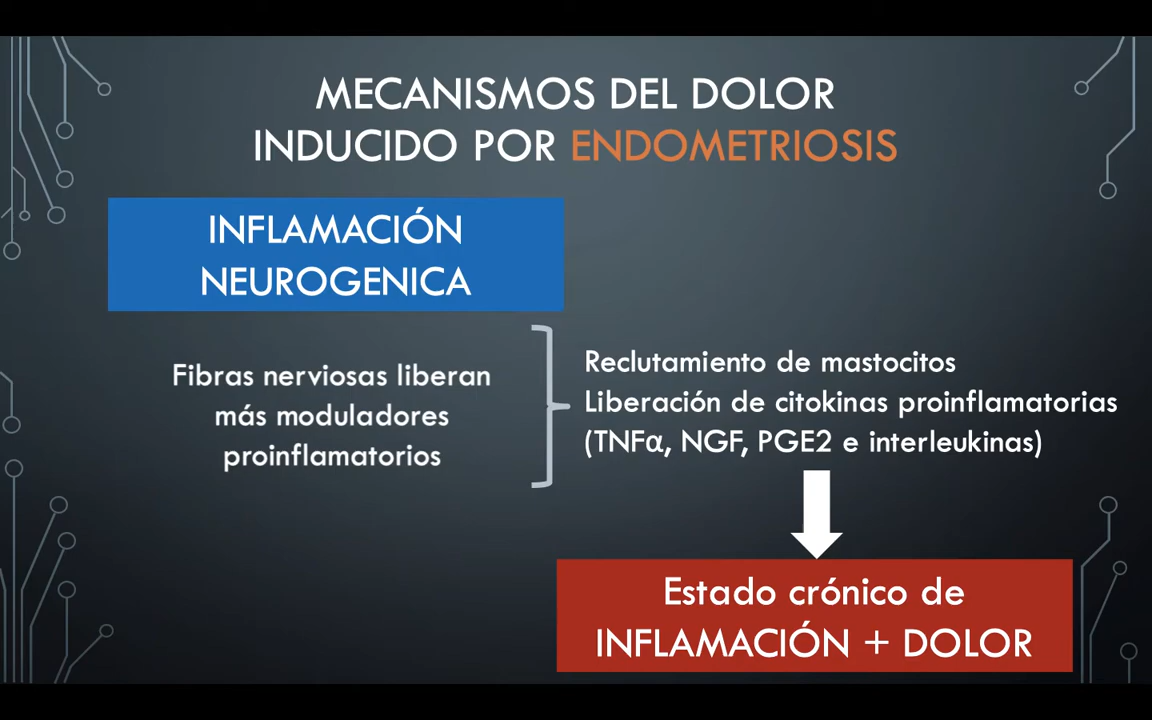 MECANISMOS DEL DOLOR
INDUCIDO POR ENDOMETRIOSIS
INFLAMACIÓN
NEUROGENICA
Fibras nerviosas liberan
más moduladores
proinflamatorios
Reclutamiento de mastocitos
Liberación de citokinas proinflamatorias
(TNFα, NGF, PGE2 e interleukinas)
Estado crónico de
INFLAMACIÓN + DOLOR